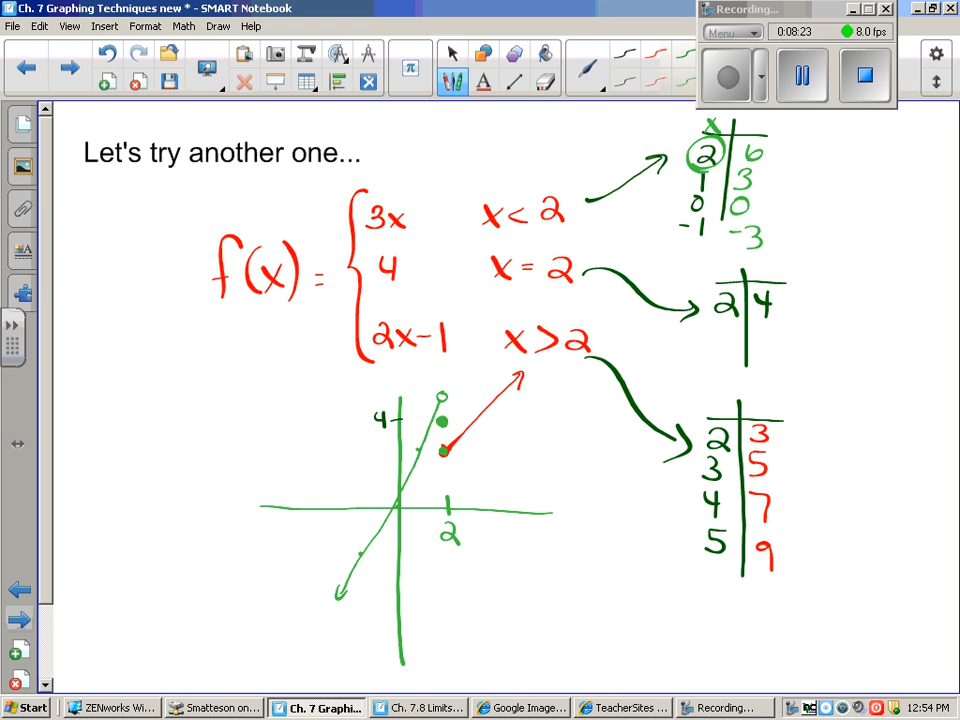 Ch. 7 Graphing Techniques new * - SMART Notebook
Recording...
File Edit View Insert Format Math Draw Help
Menu 0:08:23 8.0 fps
π
A
Let's try another one...
f(x) = { 3x x < 2
4 x = 2
2x-1 x > 2
x
2 6
1 3
0 0
-1 -3
2 4
2 3
3 5
4 7
5 9
4
2
Start ZENworks Wi... Smatteson on... Ch. 7 Graphi... Ch. 7.8 Limits... Google Image... TeacherSites ... Recording... 12:54 PM